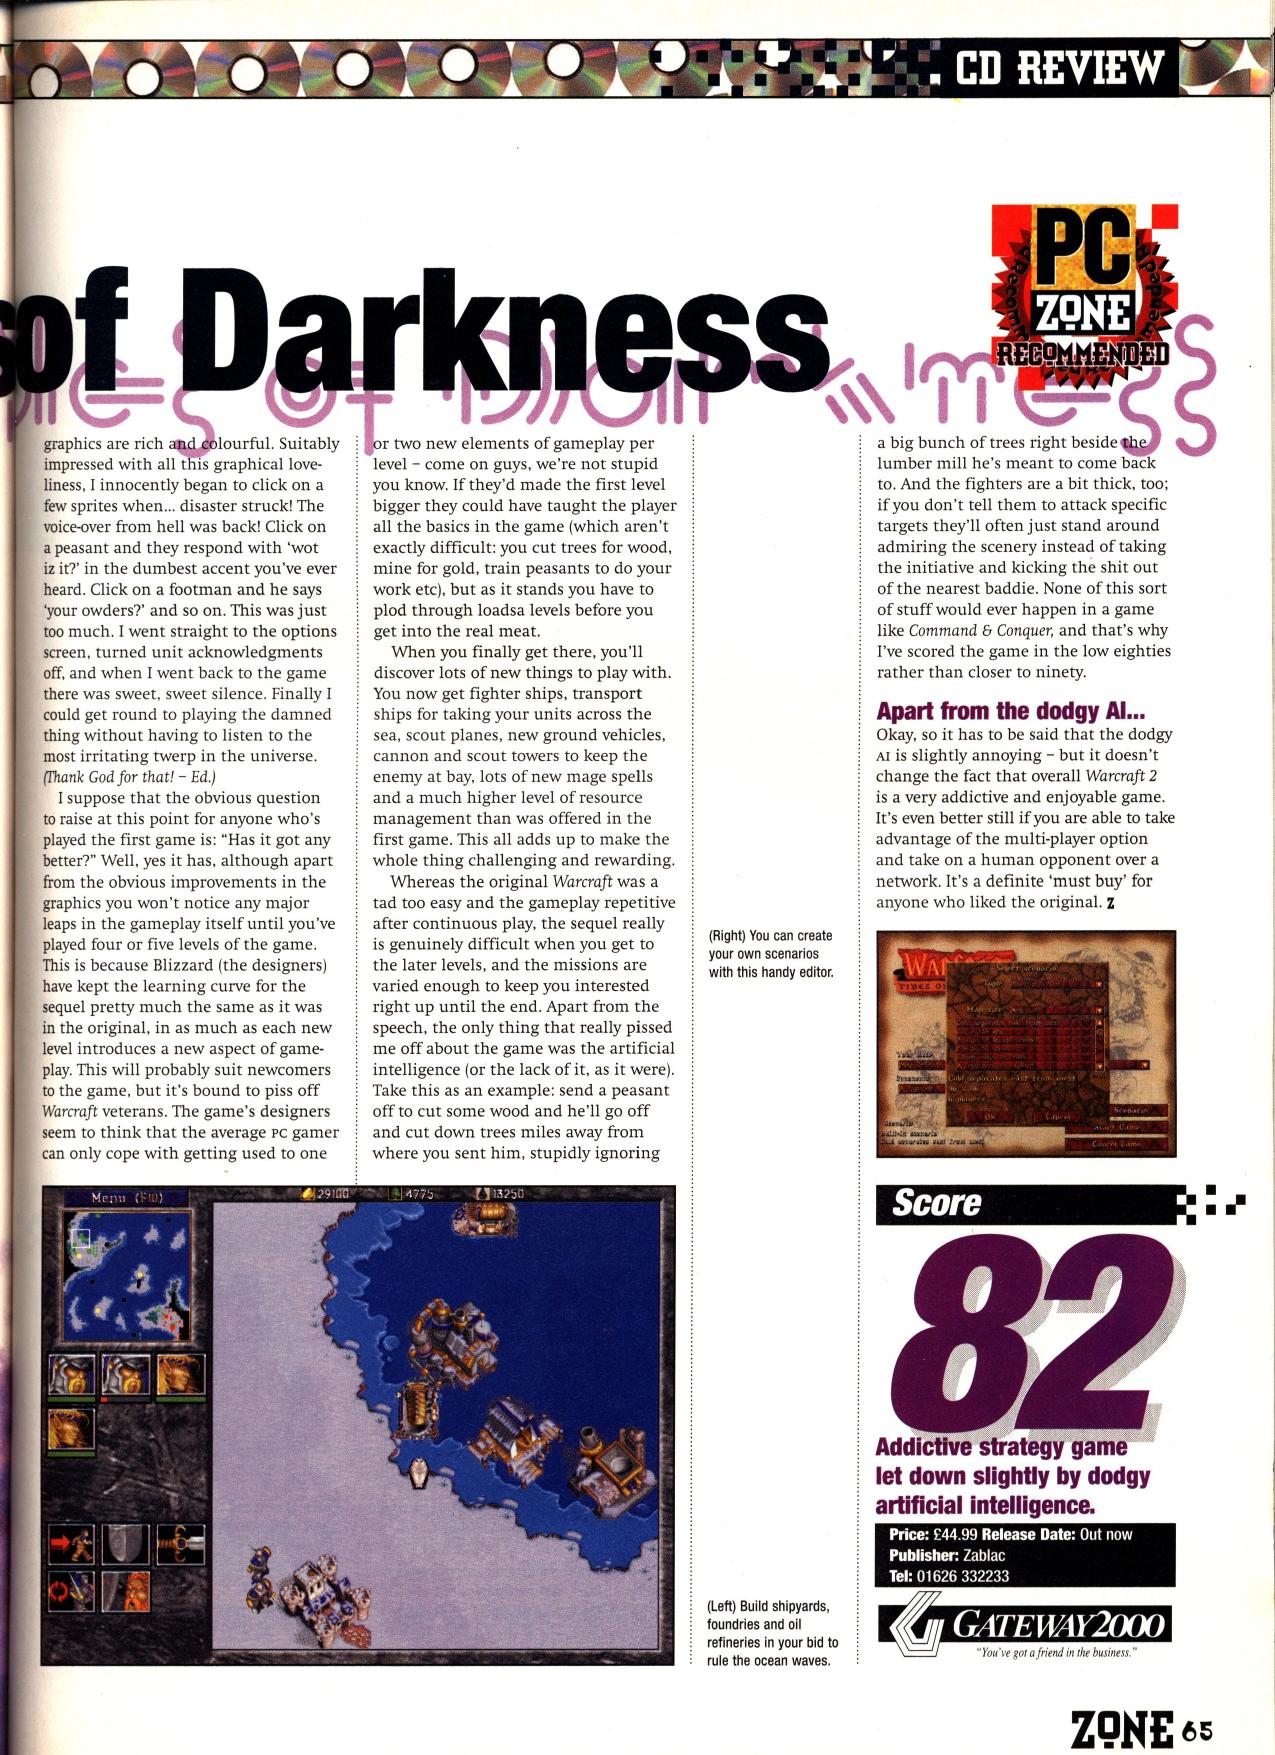 CD REVIEW
PC
ZONE
RECOMMENDED
of Darkness
graphics are rich and colourful. Suitably
impressed with all this graphical love-
liness, I innocently began to click on a
few sprites when... disaster struck! The
voice-over from hell was back! Click on
a peasant and they respond with ‘wot
iz it?’ in the dumbest accent you’ve ever
heard. Click on a footman and he says
‘your owders?’ and so on. This was just
too much. I went straight to the options
screen, turned unit acknowledgments
off, and when I went back to the game
there was sweet, sweet silence. Finally I
could get round to playing the damned
thing without having to listen to the
most irritating twerp in the universe.
(Thank God for that! – Ed.)
I suppose that the obvious question
to raise at this point for anyone who’s
played the first game is: “Has it got any
better?” Well, yes it has, although apart
from the obvious improvements in the
graphics you won’t notice any major
leaps in the gameplay itself until you’ve
played four or five levels of the game.
This is because Blizzard (the designers)
have kept the learning curve for the
sequel pretty much the same as it was
in the original, in as much as each new
level introduces a new aspect of game-
play. This will probably suit newcomers
to the game, but it’s bound to piss off
Warcraft veterans. The game’s designers
seem to think that the average PC gamer
can only cope with getting used to one
or two new elements of gameplay per
level – come on guys, we’re not stupid
you know. If they’d made the first level
bigger they could have taught the player
all the basics in the game (which aren’t
exactly difficult: you cut trees for wood,
mine for gold, train peasants to do your
work etc), but as it stands you have to
plod through loadsa levels before you
get into the real meat.
When you finally get there, you’ll
discover lots of new things to play with.
You now get fighter ships, transport
ships for taking your units across the
sea, scout planes, new ground vehicles,
cannon and scout towers to keep the
enemy at bay, lots of new mage spells
and a much higher level of resource
management than was offered in the
first game. This all adds up to make the
whole thing challenging and rewarding.
Whereas the original Warcraft was a
tad too easy and the gameplay repetitive
after continuous play, the sequel really
is genuinely difficult when you get to
the later levels, and the missions are
varied enough to keep you interested
right up until the end. Apart from the
speech, the only thing that really pissed
me off about the game was the artificial
intelligence (or the lack of it, as it were).
Take this as an example: send a peasant
off to cut some wood and he’ll go off
and cut down trees miles away from
where you sent him, stupidly ignoring
a big bunch of trees right beside the
lumber mill he’s meant to come back
to. And the fighters are a bit thick, too;
if you don’t tell them to attack specific
targets they’ll often just stand around
admiring the scenery instead of taking
the initiative and kicking the shit out
of the nearest baddie. None of this sort
of stuff would ever happen in a game
like Command & Conquer, and that’s why
I’ve scored the game in the low eighties
rather than closer to ninety.
Apart from the dodgy AI...
Okay, so it has to be said that the dodgy
AI is slightly annoying – but it doesn’t
change the fact that overall Warcraft 2
is a very addictive and enjoyable game.
It’s even better still if you are able to take
advantage of the multi-player option
and take on a human opponent over a
network. It’s a definite ‘must buy’ for
anyone who liked the original. Z
(Right) You can create
your own scenarios
with this handy editor.
Select scenario
OK
Cancel
Scenario
Start Game
Cancel Game
Menu (F10)
29100
4775
13250
(Left) Build shipyards,
foundries and oil
refineries in your bid to
rule the ocean waves.
Score
82
Addictive strategy game
let down slightly by dodgy
artificial intelligence.
Price: £44.99 Release Date: Out now
Publisher: Zablac
Tel: 01626 332233
GATEWAY2000
“You’ve got a friend in the business.”
ZONE 65